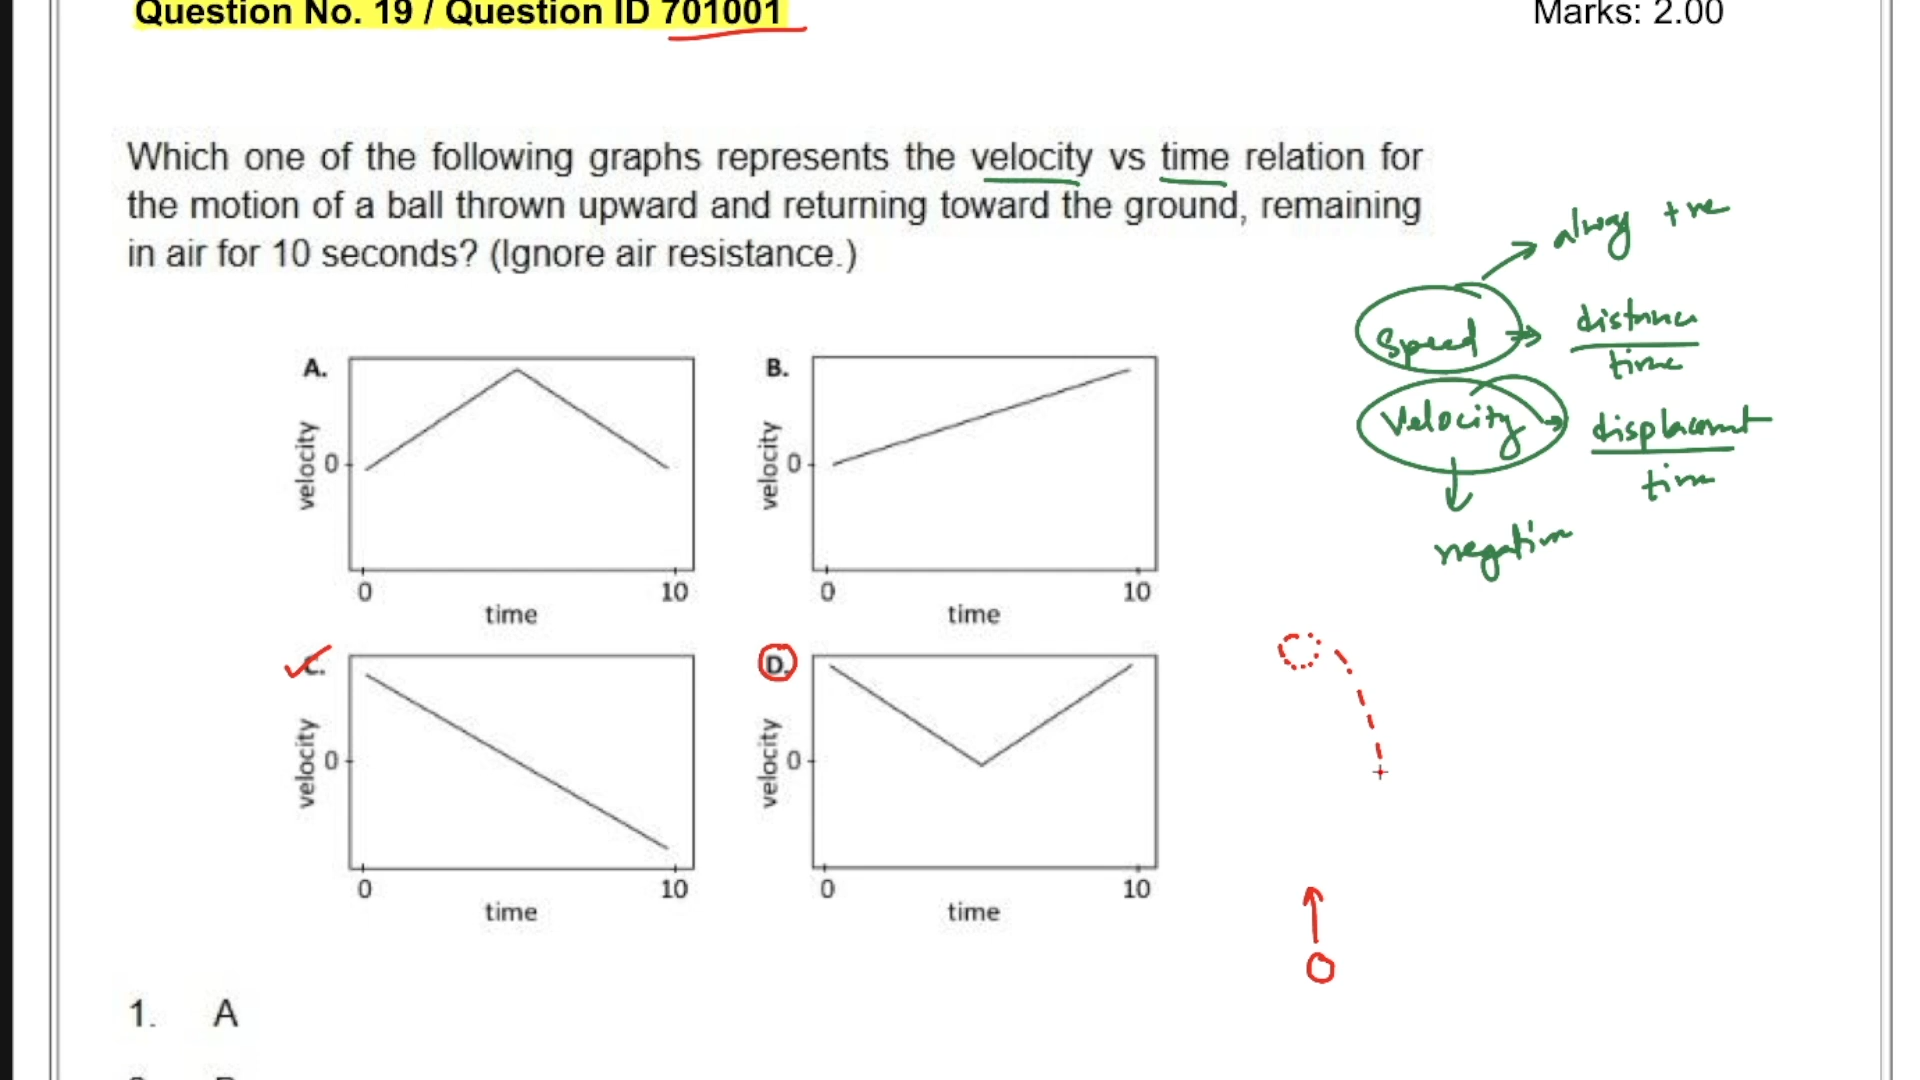 Question No. 19 / Question ID 701001
Marks: 2.00
Which one of the following graphs represents the velocity vs time relation for
the motion of a ball thrown upward and returning toward the ground, remaining
in air for 10 seconds? (Ignore air resistance.)
alwy +ve
Speed
distance
time
Velocity
displacemt
time
negative
A.
velocity
0
0
10
time
B.
velocity
0
0
10
time
C.
velocity
0
0
10
time
D.
velocity
0
0
10
time
1. A